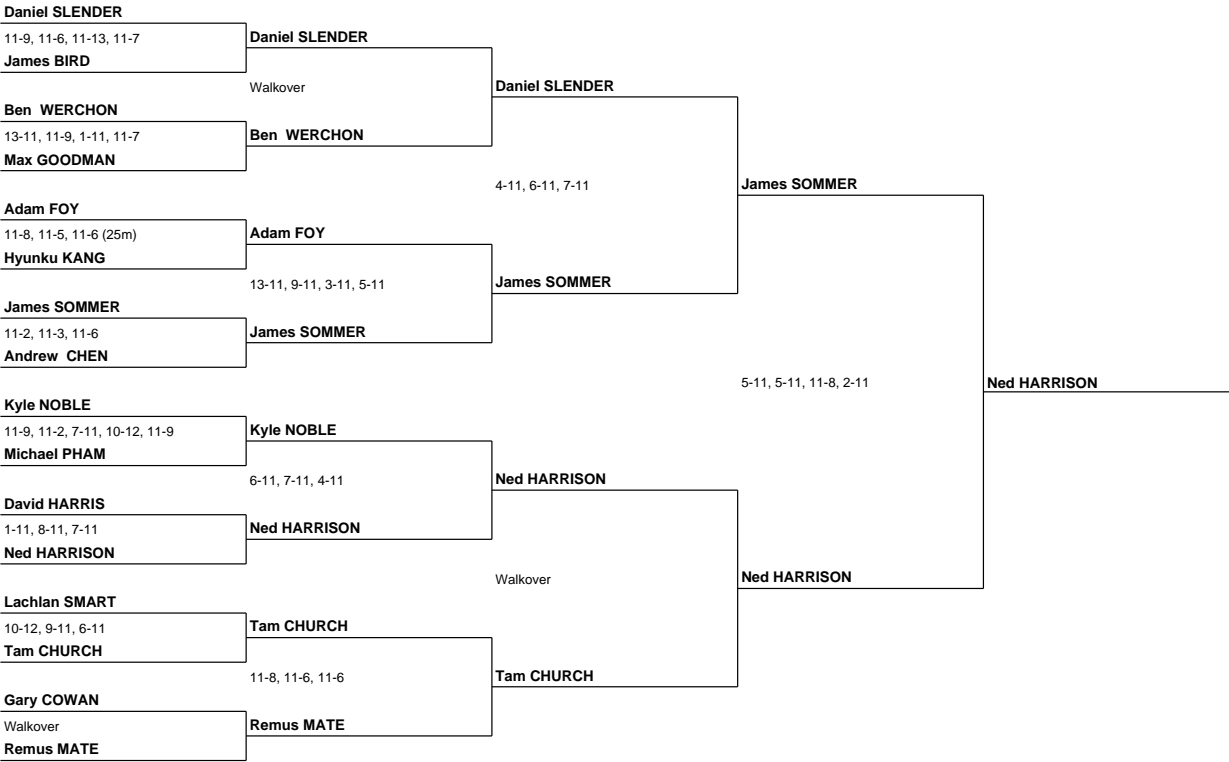 Daniel SLENDER
11-9, 11-6, 11-13, 11-7
James BIRD
Ben  WERCHON
13-11, 11-9, 1-11, 11-7
Max GOODMAN
Adam FOY
11-8, 11-5, 11-6 (25m)
Hyunku KANG
James SOMMER
11-2, 11-3, 11-6
Andrew  CHEN
Kyle NOBLE
11-9, 11-2, 7-11, 10-12, 11-9
Michael PHAM
David HARRIS
1-11, 8-11, 7-11
Ned HARRISON
Lachlan SMART
10-12, 9-11, 6-11
Tam CHURCH
Gary COWAN
Walkover
Remus MATE
Daniel SLENDER
Walkover
Ben  WERCHON
Adam FOY
13-11, 9-11, 3-11, 5-11
James SOMMER
Kyle NOBLE
6-11, 7-11, 4-11
Ned HARRISON
Tam CHURCH
11-8, 11-6, 11-6
Remus MATE
Daniel SLENDER
4-11, 6-11, 7-11
James SOMMER
Ned HARRISON
Walkover
Tam CHURCH
James SOMMER
5-11, 5-11, 11-8, 2-11
Ned HARRISON
Ned HARRISON